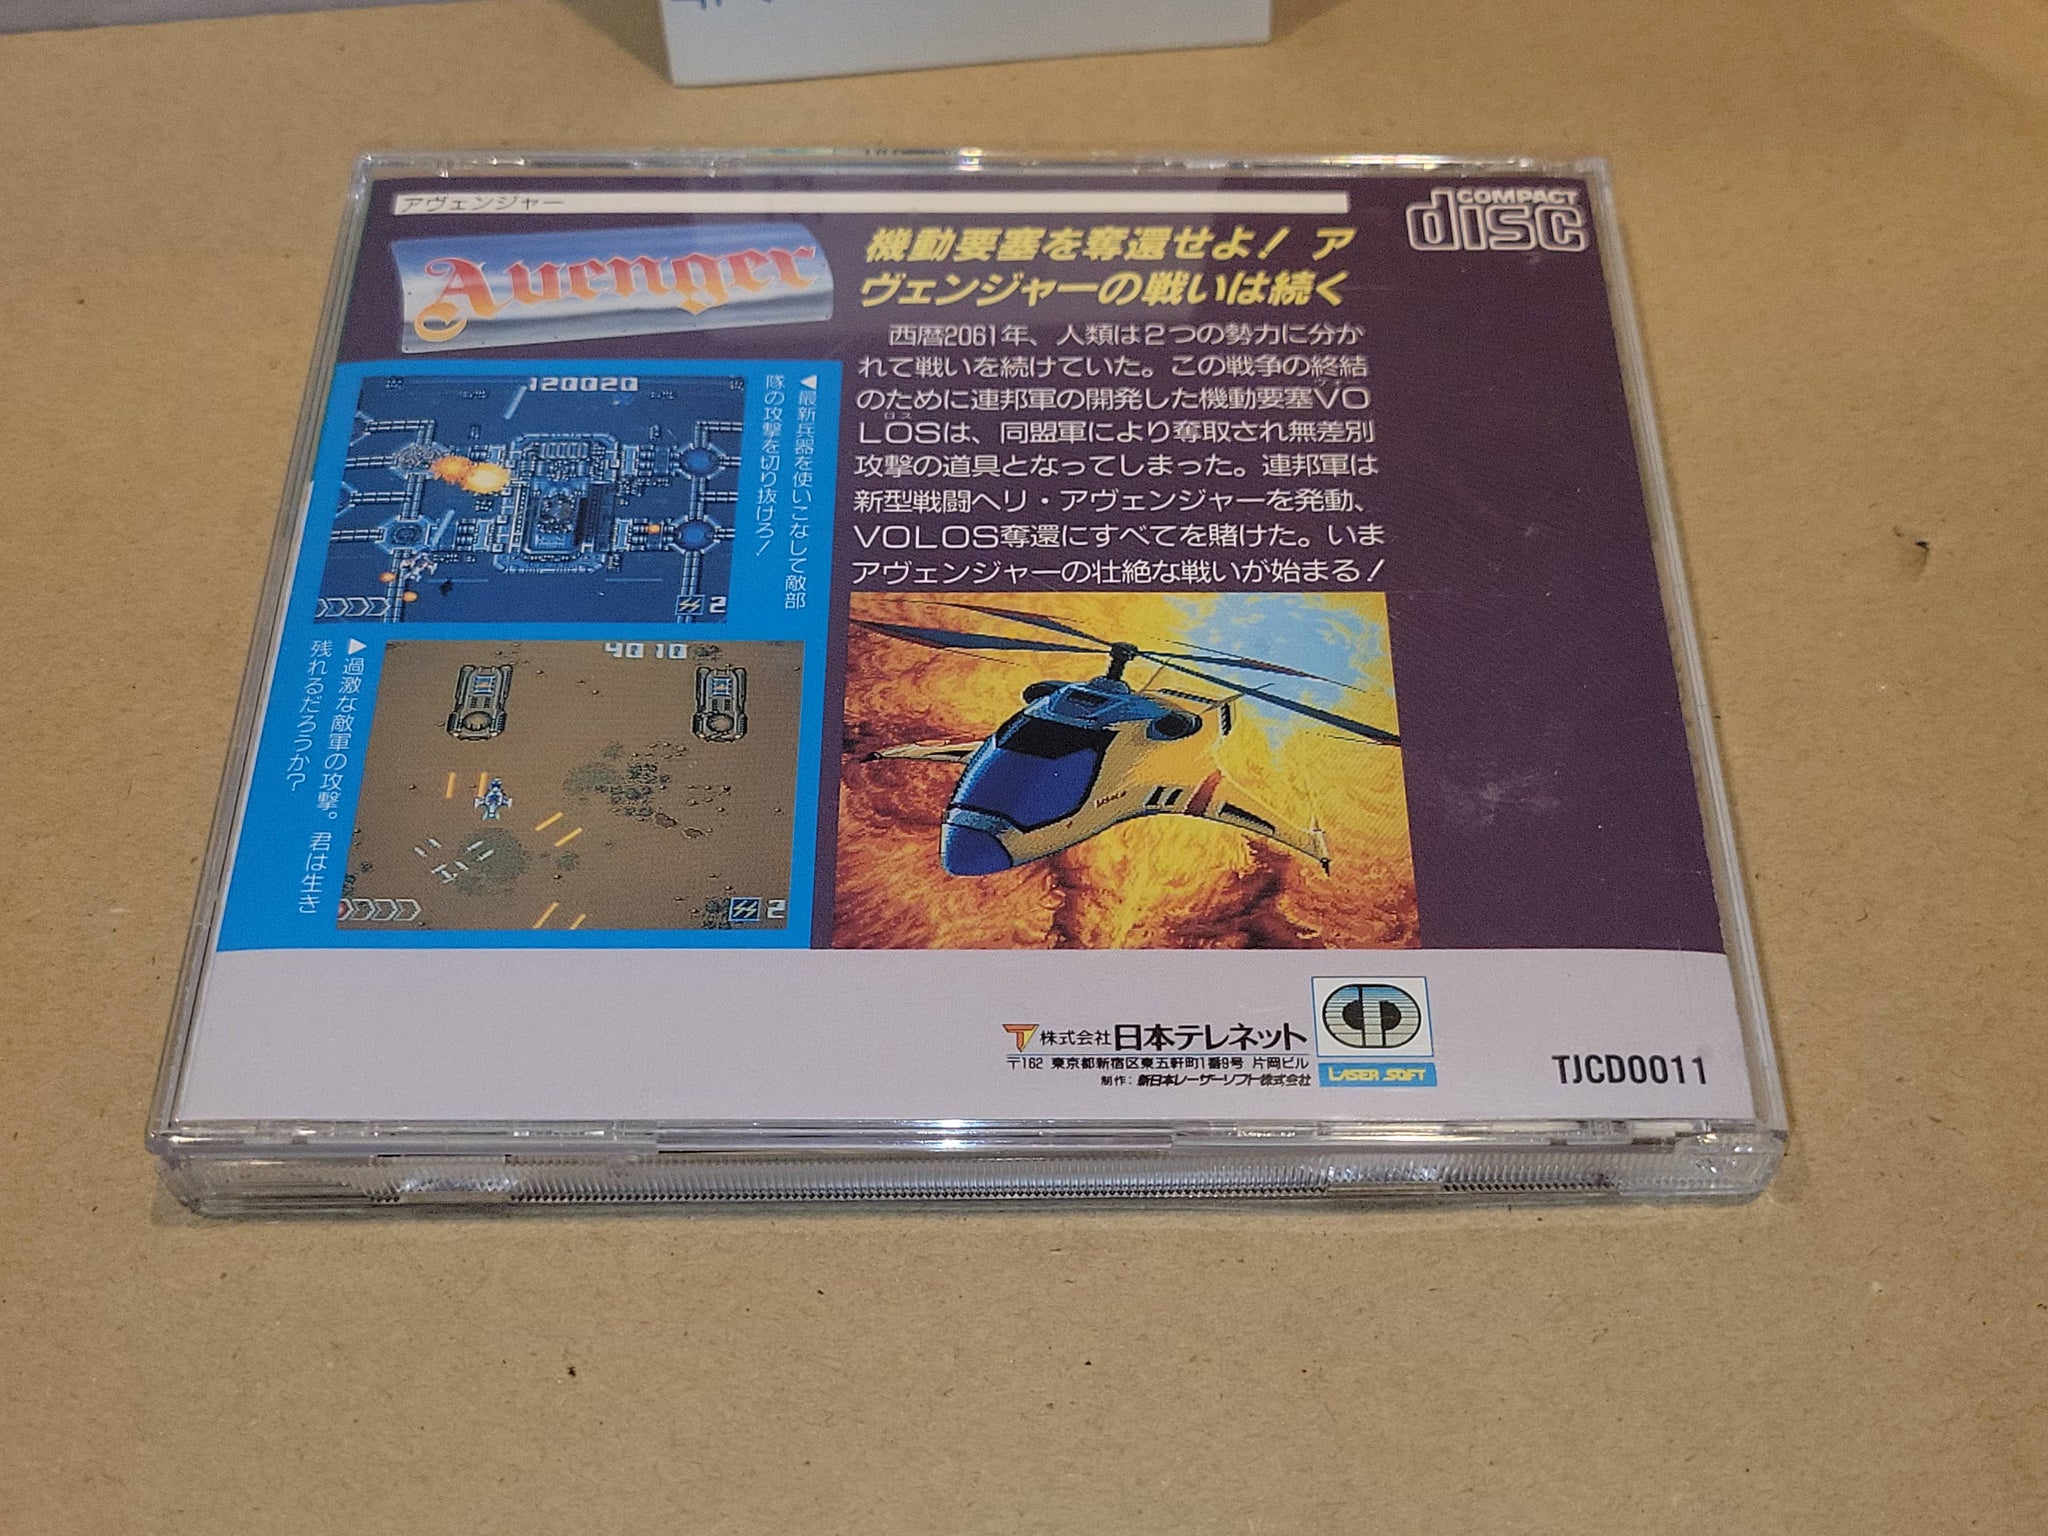 アヴェンジャー
COMPACT
disc
Avenger
機動要塞を奪還せよ! ア
ヴェンジャーの戦いは続く
西暦2061年、人類は2つの勢力に分か
れて戦いを続けていた。この戦争の終結
のために連邦軍の開発した機動要塞VO
ロス
LOSは、同盟軍により奪取され無差別
攻撃の道具となってしまった。連邦軍は
新型戦闘ヘリ・アヴェンジャーを発動、
VOLOS奪還にすべてを賭けた。いま
アヴェンジャーの壮絶な戦いが始まる!
◀最新兵器を使いこなして敵部
隊の攻撃を切り抜けろ!
120020
2
▶過激な敵軍の攻撃。君は生き
残れるだろうか?
4010
2
株式会社日本テレネット
〒162 東京都新宿区東五軒町1番9号 片岡ビル
制作:新日本レーザーソフト株式会社
LASER SOFT
TJCD0011